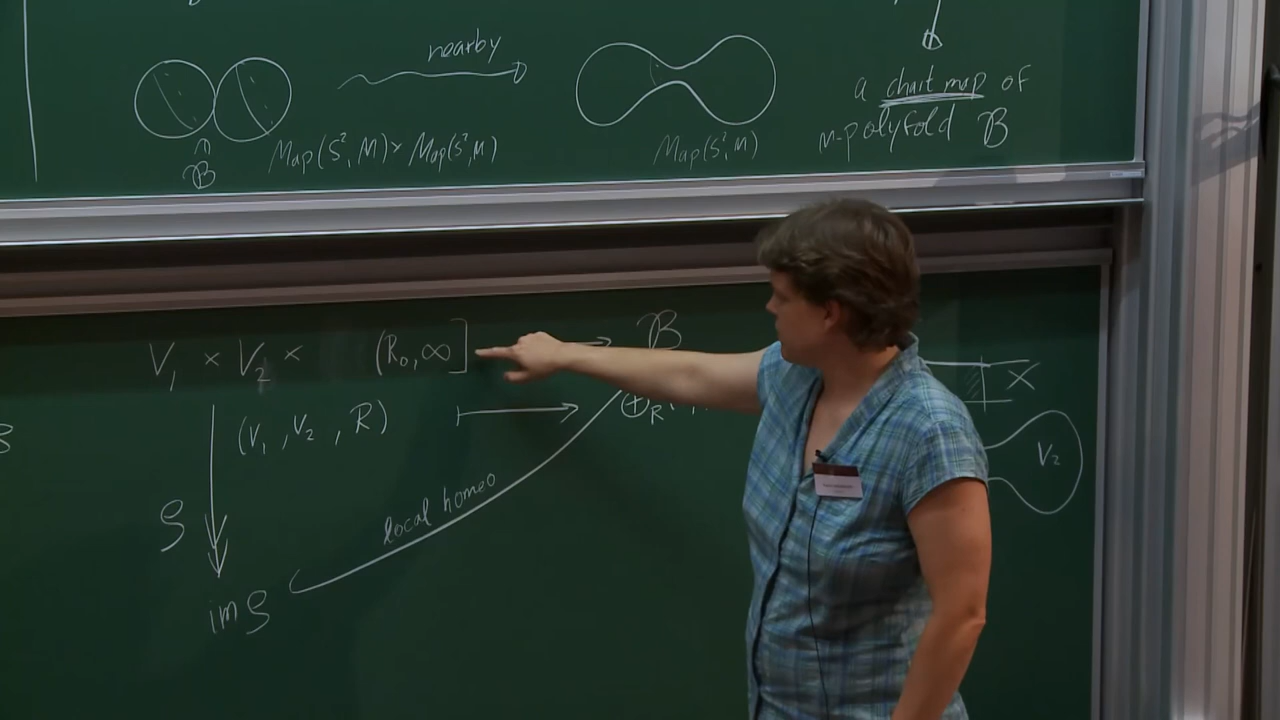 nearby
a chart map of
M-polyfold ℬ
Map(S², M) × Map(S², M)
Map(S², M)
ℬ
V₁ × V₂ × (R₀, ∞]
ℬ
(v₁, v₂, R)
⊕R
X
V₂
local homeo
ρ
im ρ